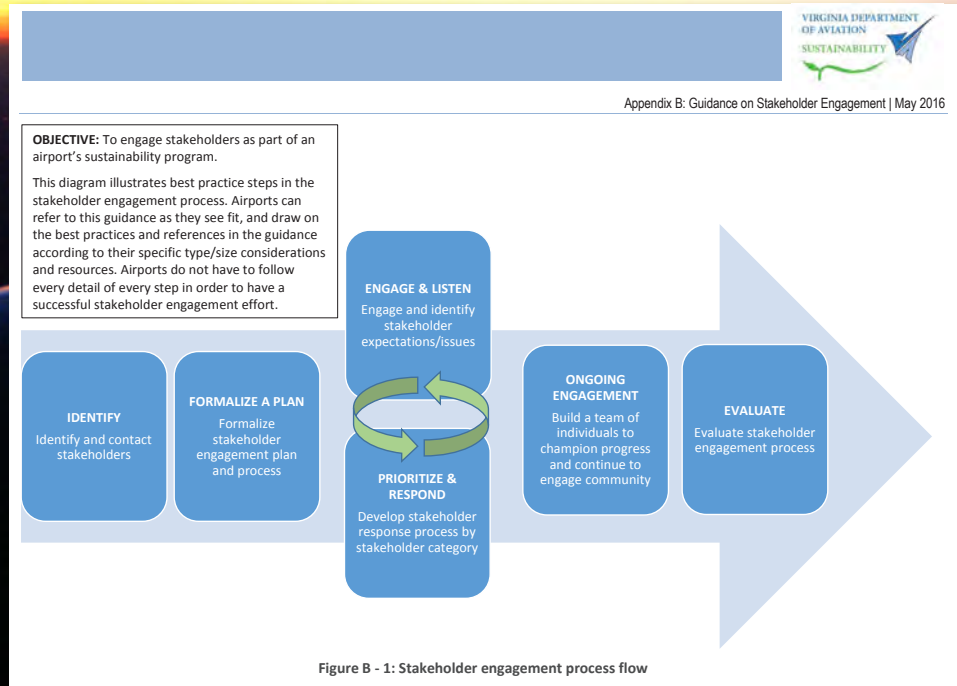 VIRGINIA DEPARTMENT
OF AVIATION
SUSTAINABILITY
Appendix B: Guidance on Stakeholder Engagement | May 2016
OBJECTIVE: To engage stakeholders as part of an
airport's sustainability program.
This diagram illustrates best practice steps in the
stakeholder engagement process. Airports can
refer to this guidance as they see fit, and draw on
the best practices and references in the guidance
according to their specific type/size considerations
and resources. Airports do not have to follow
every detail of every step in order to have a
successful stakeholder engagement effort.
IDENTIFY
Identify and contact
stakeholders
FORMALIZE A PLAN
Formalize
stakeholder
engagement plan
and process
ENGAGE & LISTEN
Engage and identify
stakeholder
expectations/issues
PRIORITIZE &
RESPOND
Develop stakeholder
response process by
stakeholder category
ONGOING
ENGAGEMENT
Build a team of
individuals to
champion progress
and continue to
engage community
EVALUATE
Evaluate stakeholder
engagement process
Figure B - 1: Stakeholder engagement process flow